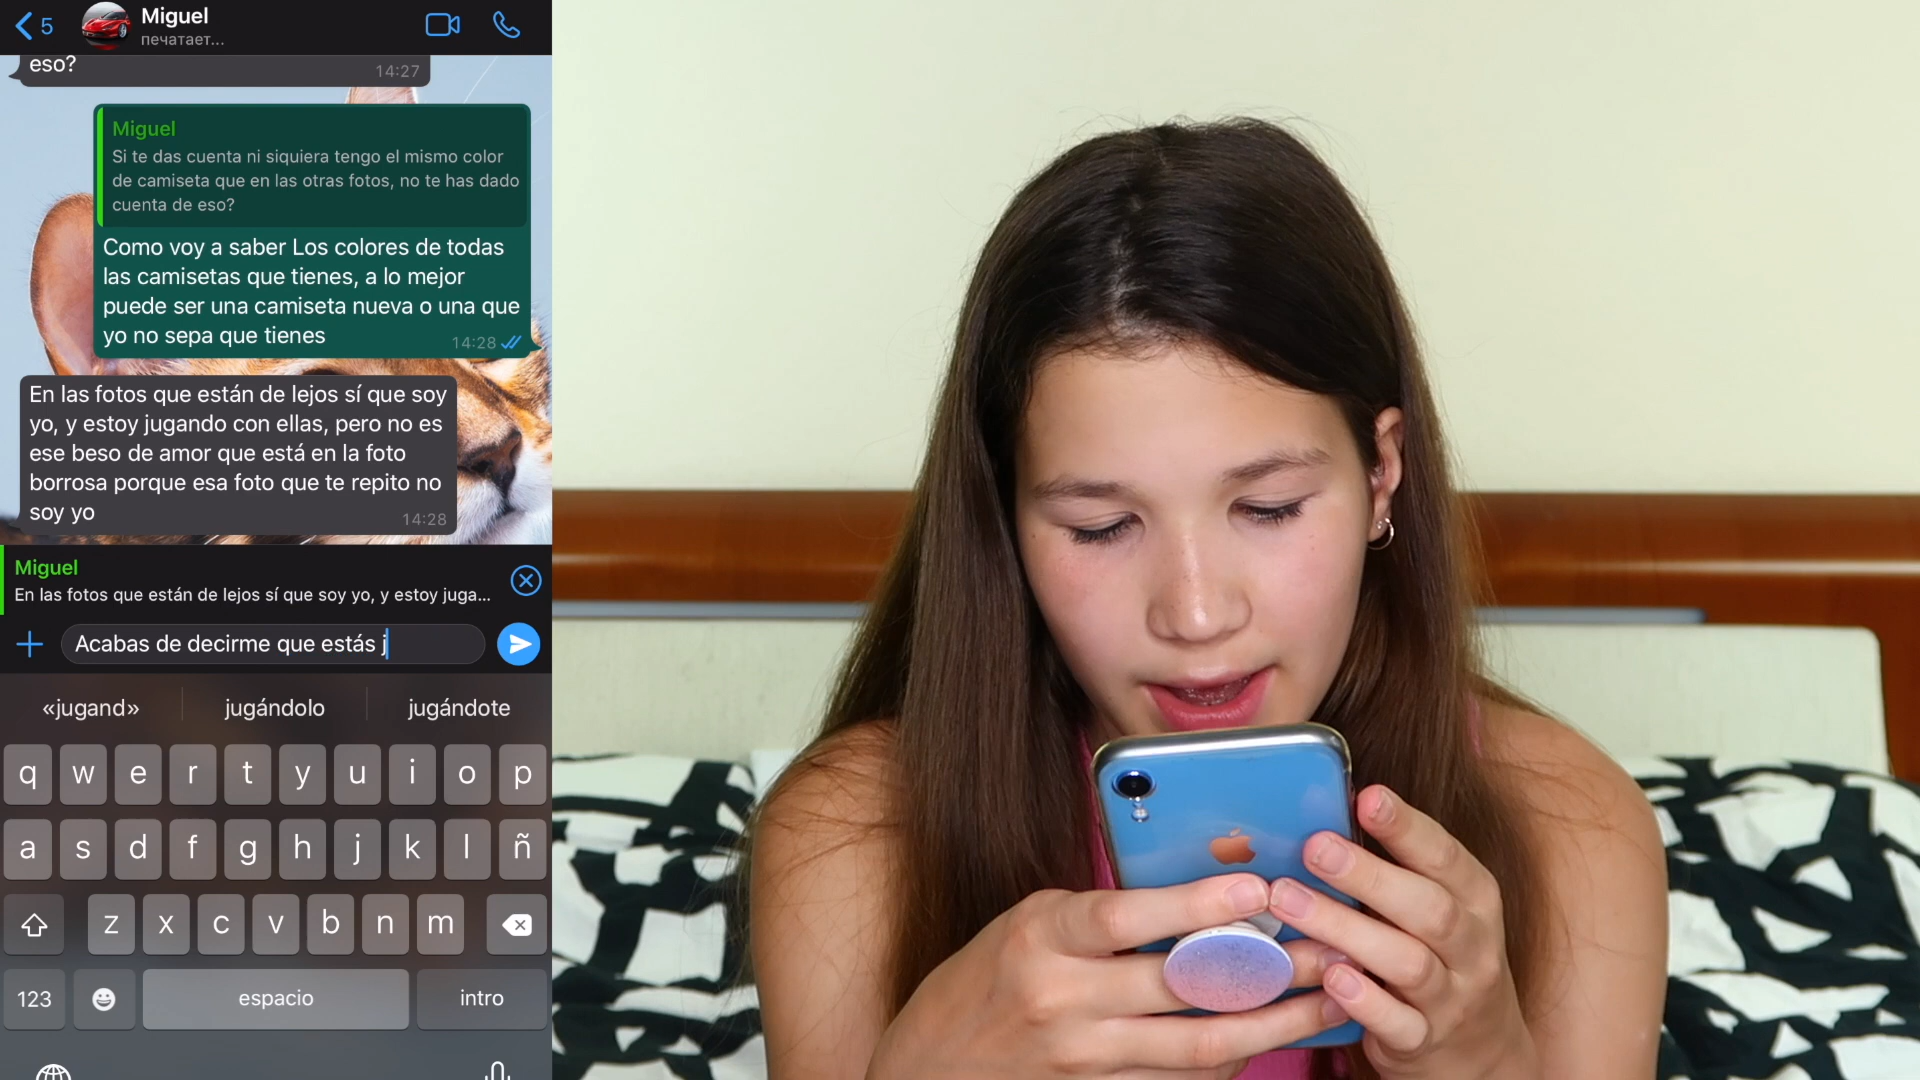 5
Miguel
печатает...
eso?
14:27
Miguel
Si te das cuenta ni siquiera tengo el mismo color
de camiseta que en las otras fotos, no te has dado
cuenta de eso?
Como voy a saber Los colores de todas
las camisetas que tienes, a lo mejor
puede ser una camiseta nueva o una que
yo no sepa que tienes
14:28
En las fotos que están de lejos sí que soy
yo, y estoy jugando con ellas, pero no es
ese beso de amor que está en la foto
borrosa porque esa foto que te repito no
soy yo
14:28
Miguel
En las fotos que están de lejos sí que soy yo, y estoy juga...
Acabas de decirme que estás j
«jugand» jugándolo jugándote
q w e r t y u i o p
a s d f g h j k l ñ
z x c v b n m
123 espacio intro